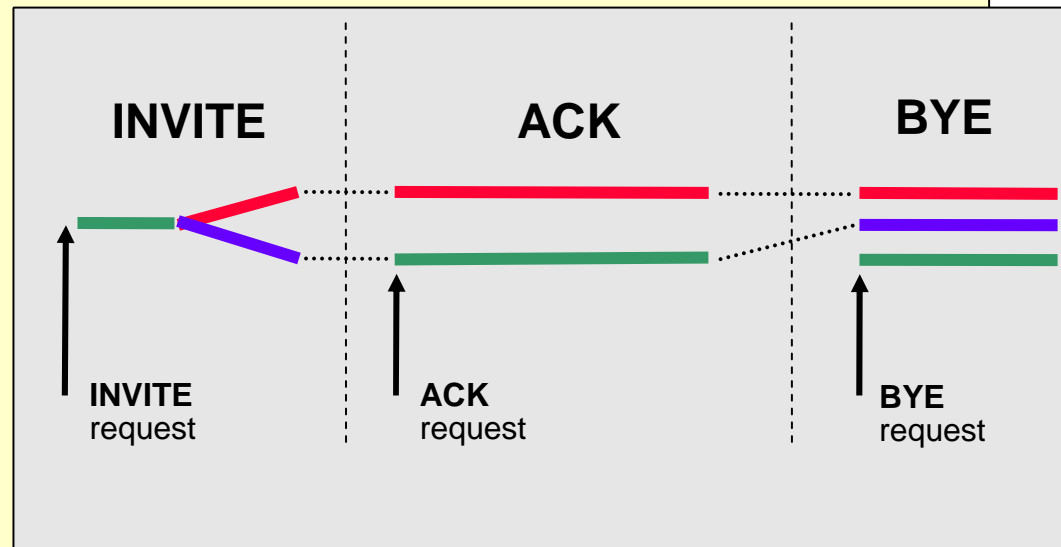 INVITE
ACK
BYE
INVITE
request
ACK
request
BYE
request